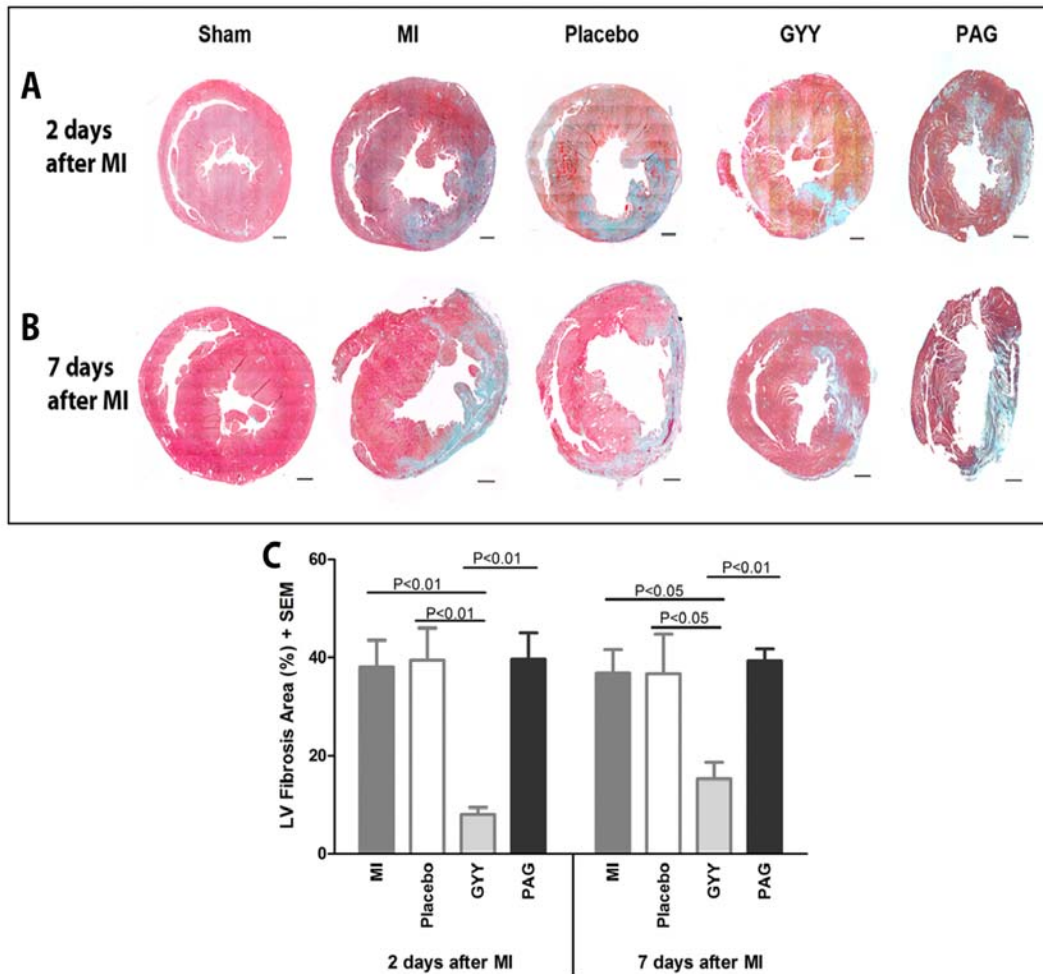 Sham MI Placebo GYY PAG
A
2 days
after MI
B
7 days
after MI
C
LV Fibrosis Area (%) + SEM
60
40
20
0
P<0.01
P<0.01
P<0.01
P<0.01
P<0.05
P<0.05
MI Placebo GYY PAG MI Placebo GYY PAG
2 days after MI 7 days after MI